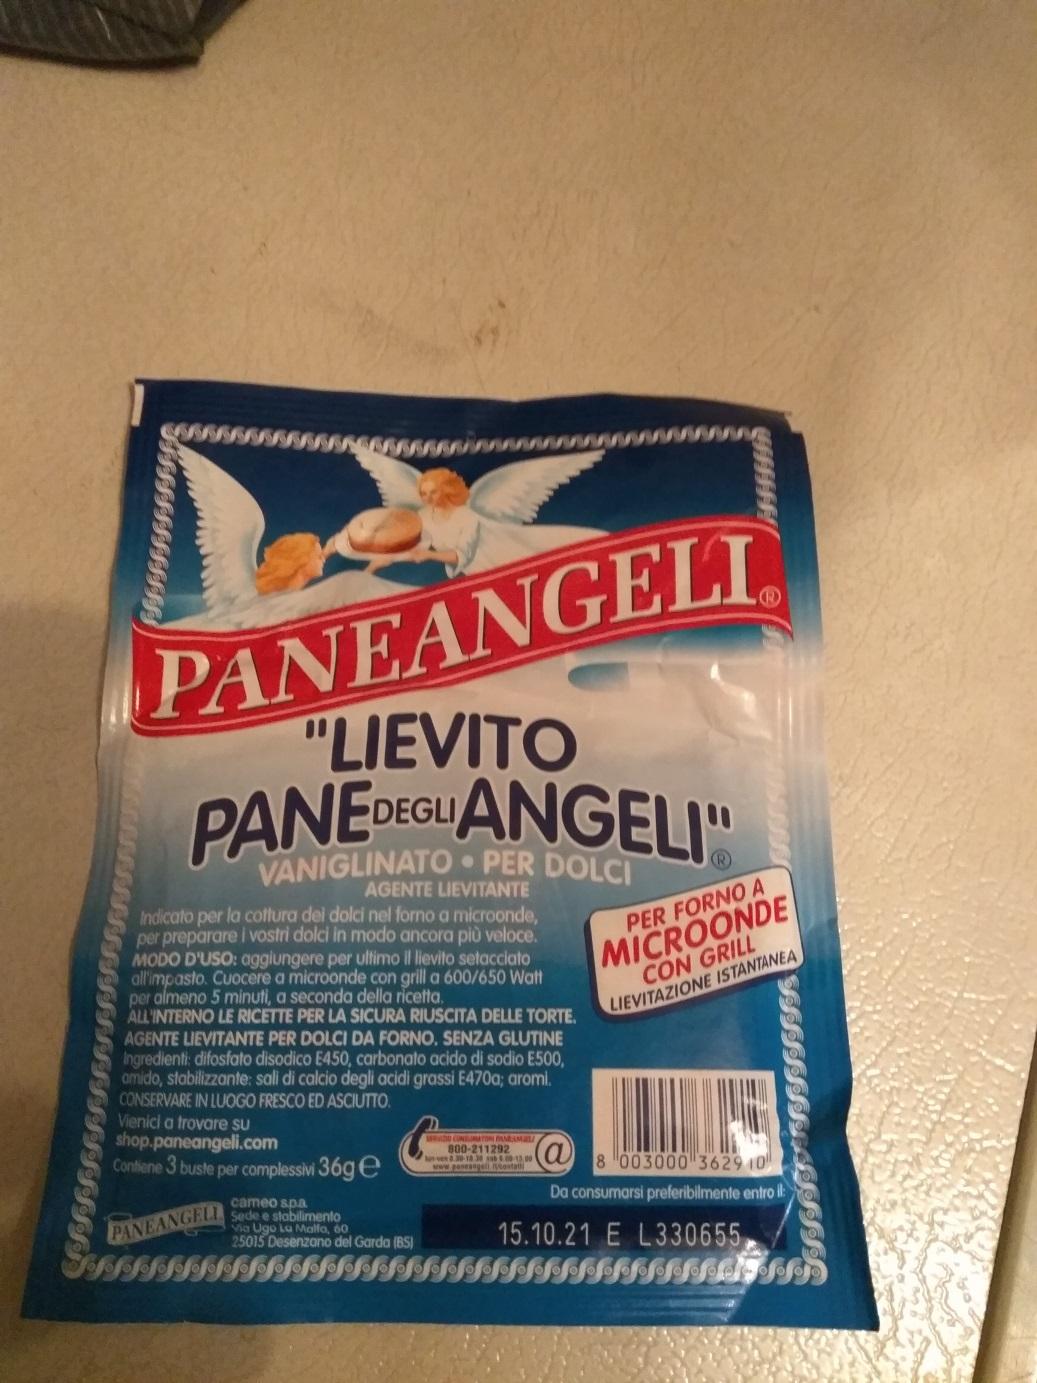 PANEANGELI®
"LIEVITO
PANE DEGLI ANGELI"®
VANIGLINATO • PER DOLCI
AGENTE LIEVITANTE
Indicato per la cottura dei dolci nel forno a microonde,
per preparare i vostri dolci in modo ancora più veloce.
MODO D'USO: aggiungere per ultimo il lievito setacciato
all'impasto. Cuocere a microonde con grill a 600/650 Watt
per almeno 5 minuti, a seconda della ricetta.
ALL'INTERNO LE RICETTE PER LA SICURA RIUSCITA DELLE TORTE.
AGENTE LIEVITANTE PER DOLCI DA FORNO. SENZA GLUTINE
Ingredienti: difosfato disodico E450, carbonato acido di sodio E500,
amido, stabilizzante: sali di calcio degli acidi grassi E470a; aromi.
CONSERVARE IN LUOGO FRESCO ED ASCIUTTO.
Vienici a trovare su
shop.paneangeli.com
Contiene 3 buste per complessivi 36g e
PER FORNO A
MICROONDE
CON GRILL
LIEVITAZIONE ISTANTANEA
SERVIZIO CONSUMATORI PANEANGELI
800-211292
www.paneangeli.it/contatti
@
8 003000 362910
Da consumarsi preferibilmente entro il:
15.10.21 E L330655
PANEANGELI
cameo s.p.a.
Sede e stabilimento
Via Ugo La Malfa, 60
25015 Desenzano del Garda (BS)